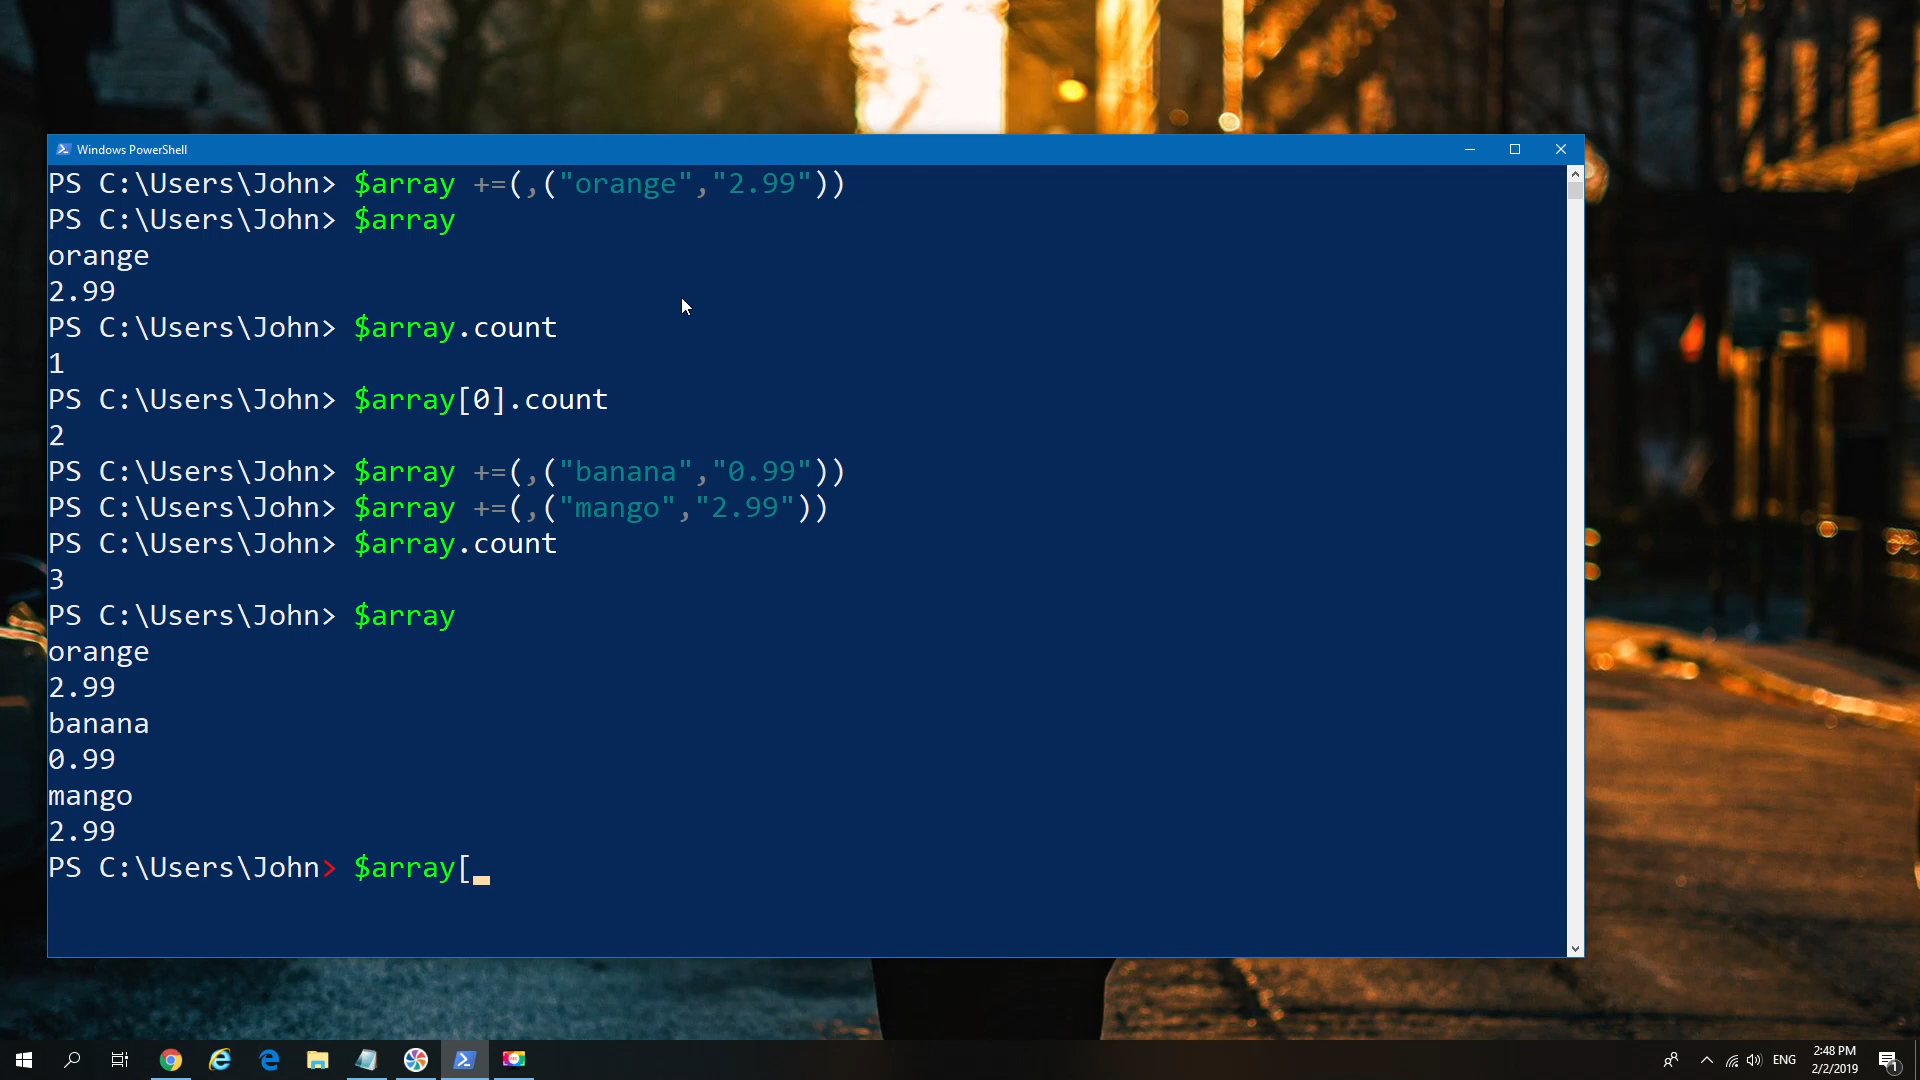 Windows PowerShell
PS C:\Users\John> $array +=(,("orange","2.99"))
PS C:\Users\John> $array
orange
2.99
PS C:\Users\John> $array.count
1
PS C:\Users\John> $array[0].count
2
PS C:\Users\John> $array +=(,("banana","0.99"))
PS C:\Users\John> $array +=(,("mango","2.99"))
PS C:\Users\John> $array.count
3
PS C:\Users\John> $array
orange
2.99
banana
0.99
mango
2.99
PS C:\Users\John> $array[
ENG
2:48 PM
2/2/2019
1